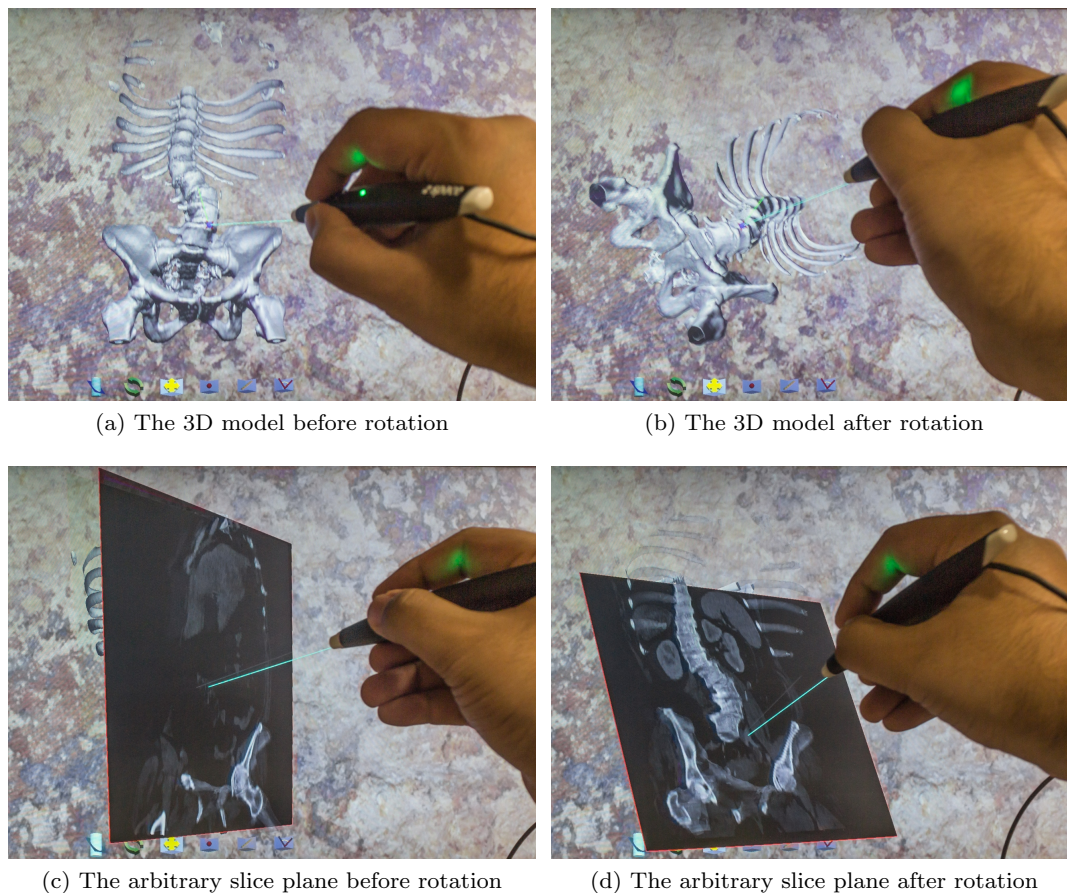 (a) The 3D model before rotation
(b) The 3D model after rotation
(c) The arbitrary slice plane before rotation
(d) The arbitrary slice plane after rotation